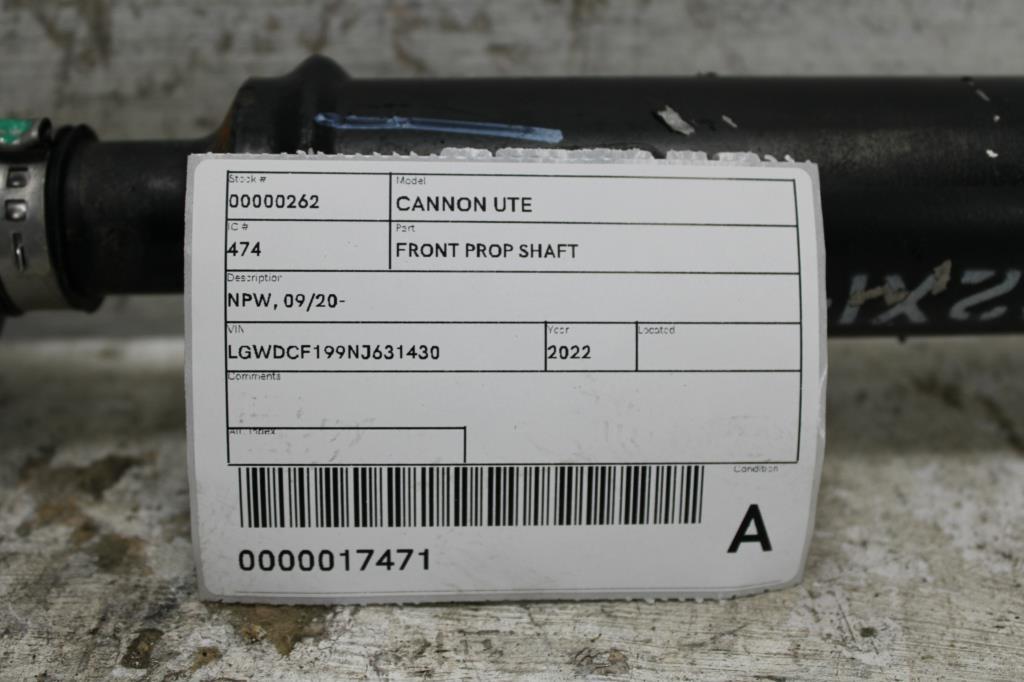 Stock # Model
00000262 CANNON UTE
IC # Part
474 FRONT PROP SHAFT
Description
NPW, 09/20-
VIN Year Located
LGWDCF199NJ631430 2022
Comments
Alt. Index
Condition
A
0000017471